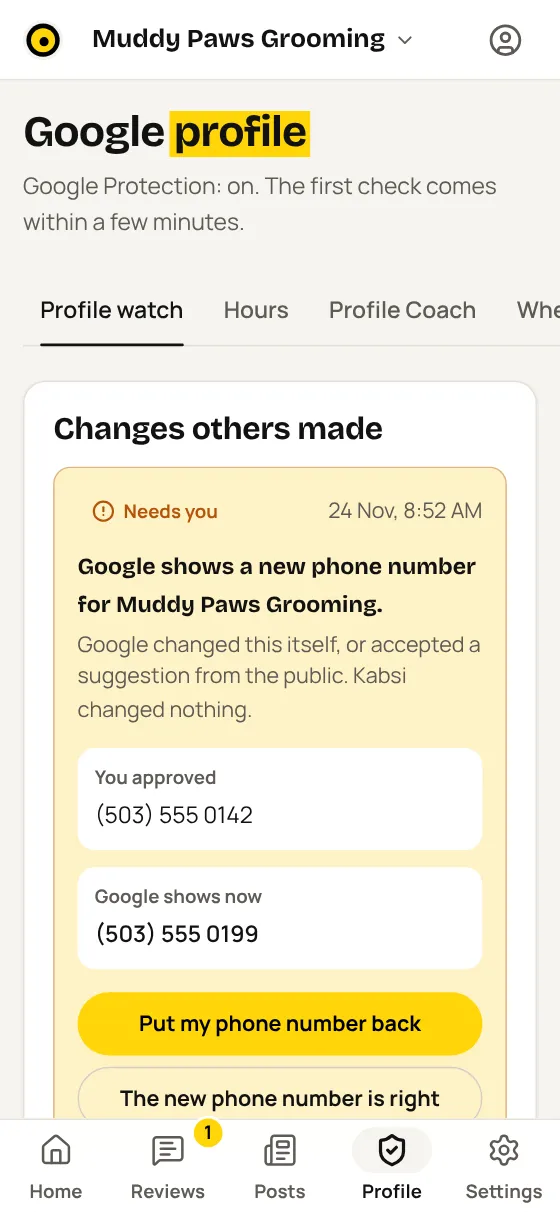 Muddy Paws Grooming
Google profile
Google Protection: on. The first check comes
within a few minutes.
Profile watch Hours Profile Coach Whe
Changes others made
Needs you 24 Nov, 8:52 AM
Google shows a new phone number
for Muddy Paws Grooming.
Google changed this itself, or accepted a
suggestion from the public. Kabsi
changed nothing.
You approved
(503) 555 0142
Google shows now
(503) 555 0199
Put my phone number back
The new phone number is right
1
Home Reviews Posts Profile Settings